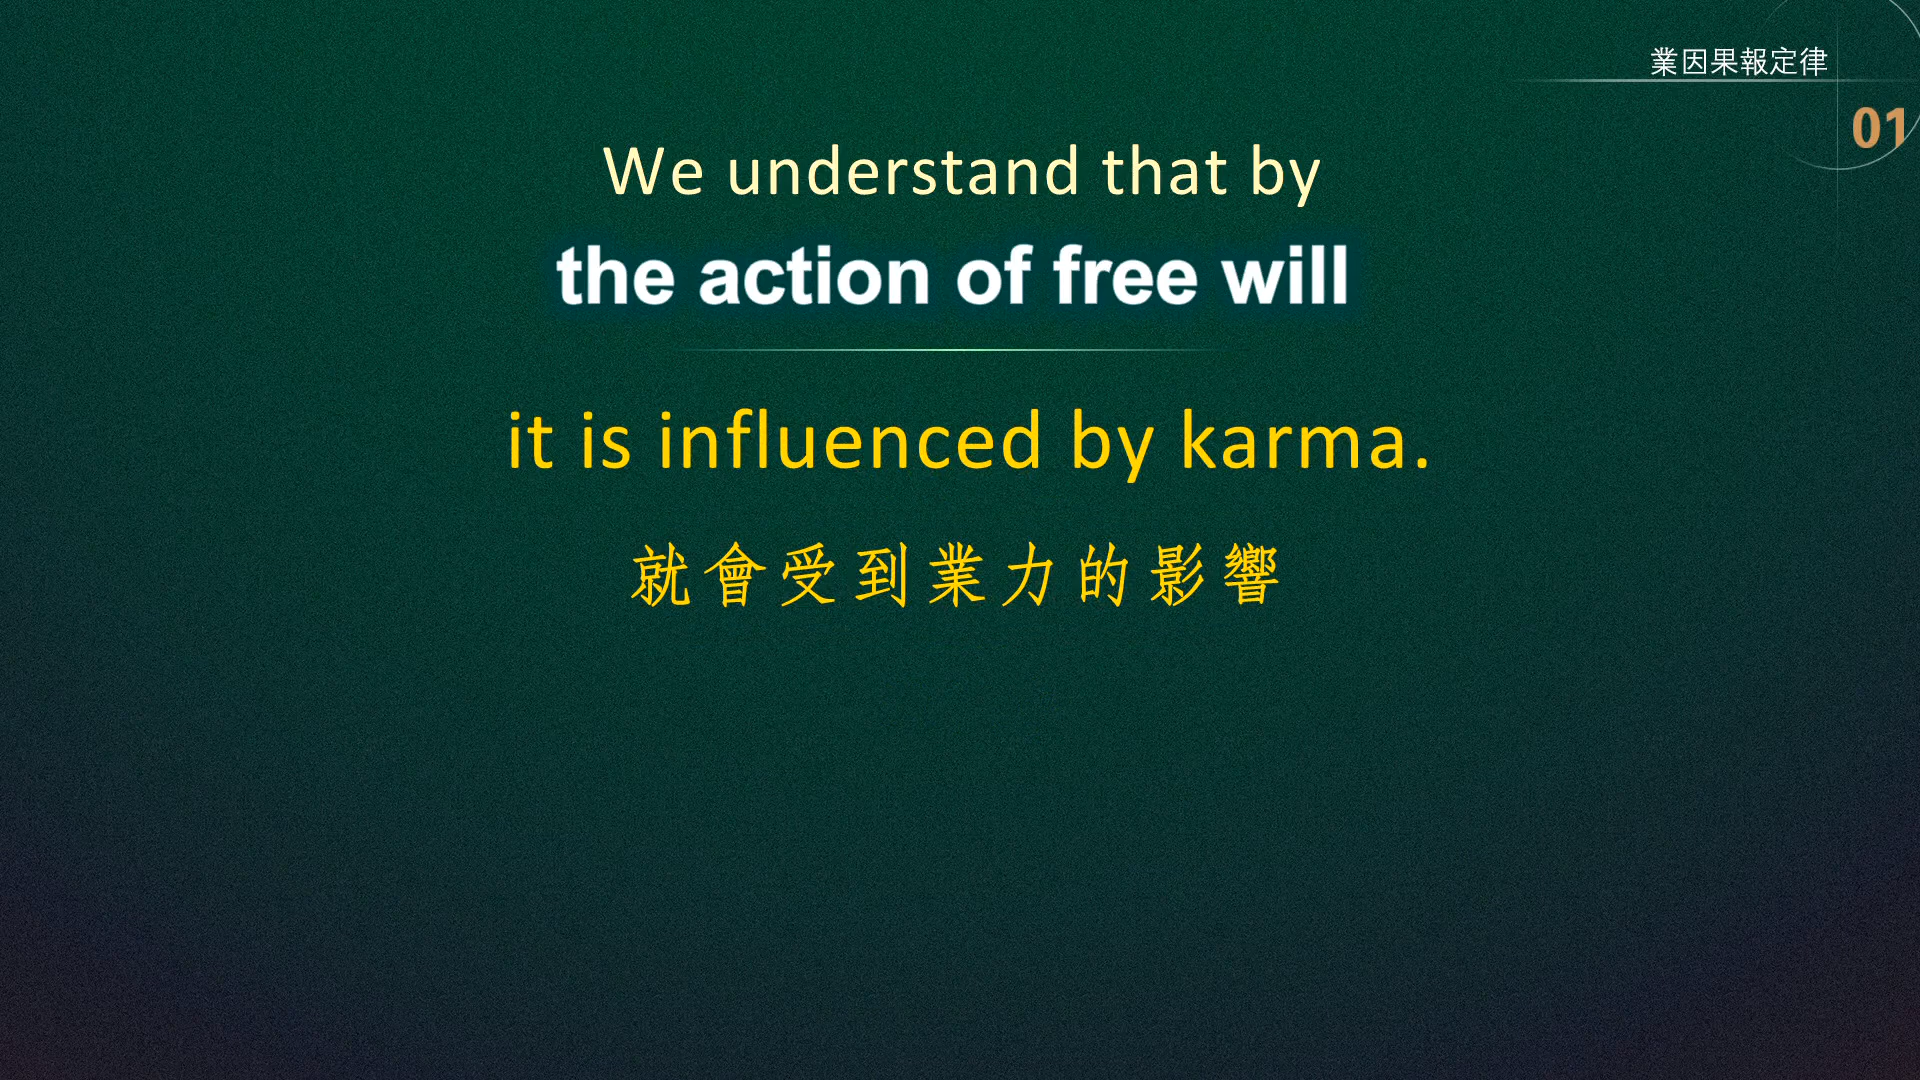 業因果報定律
01
We understand that by
the action of free will
it is influenced by karma.
就會受到業力的影響